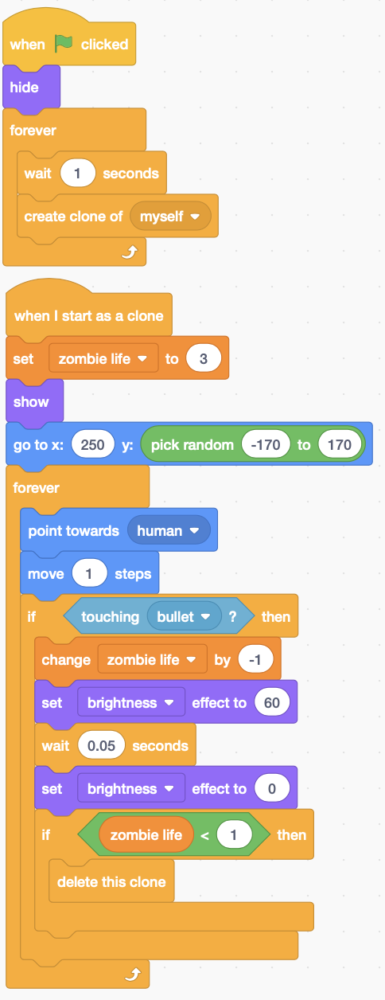 when clicked
hide
forever
wait 1 seconds
create clone of myself
when I start as a clone
set zombie life to 3
show
go to x: 250 y: pick random -170 to 170
forever
point towards human
move 1 steps
if touching bullet ? then
change zombie life by -1
set brightness effect to 60
wait 0.05 seconds
set brightness effect to 0
if zombie life < 1 then
delete this clone